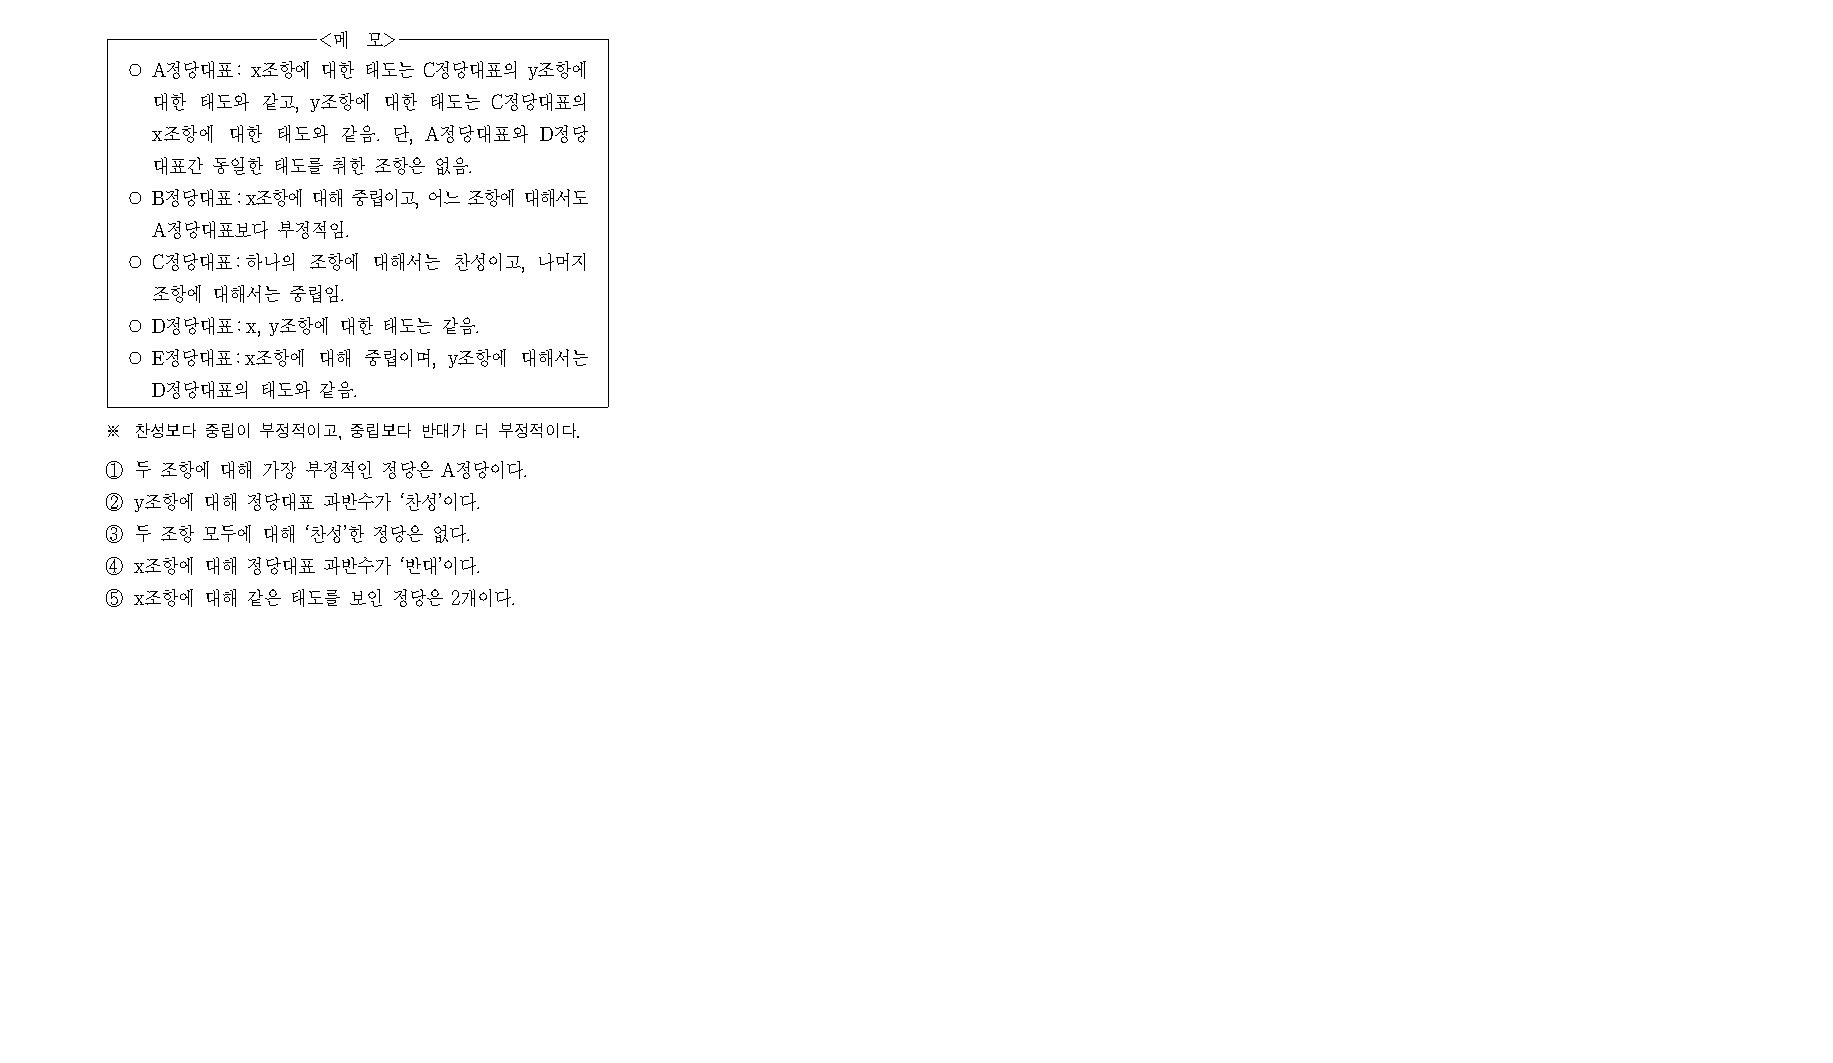 <메 모>
○ A정당대표: x조항에 대한 태도는 C정당대표의 y조항에
대한 태도와 같고, y조항에 대한 태도는 C정당대표의
x조항에 대한 태도와 같음. 단, A정당대표와 D정당
대표간 동일한 태도를 취한 조항은 없음.
○ B정당대표:x조항에 대해 중립이고, 어느 조항에 대해서도
A정당대표보다 부정적임.
○ C정당대표:하나의 조항에 대해서는 찬성이고, 나머지
조항에 대해서는 중립임.
○ D정당대표:x, y조항에 대한 태도는 같음.
○ E정당대표:x조항에 대해 중립이며, y조항에 대해서는
D정당대표의 태도와 같음.
※ 찬성보다 중립이 부정적이고, 중립보다 반대가 더 부정적이다.
① 두 조항에 대해 가장 부정적인 정당은 A정당이다.
② y조항에 대해 정당대표 과반수가 ‘찬성’이다.
③ 두 조항 모두에 대해 ‘찬성’한 정당은 없다.
④ x조항에 대해 정당대표 과반수가 ‘반대’이다.
⑤ x조항에 대해 같은 태도를 보인 정당은 2개이다.